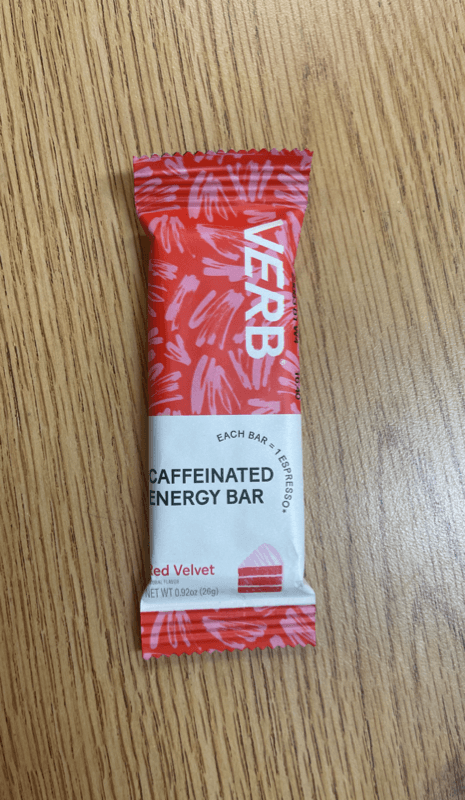 VERB
EACH BAR = 1 ESPRESSO*
CAFFEINATED
ENERGY BAR
Red Velvet
NET WT 0.92oz (26g)